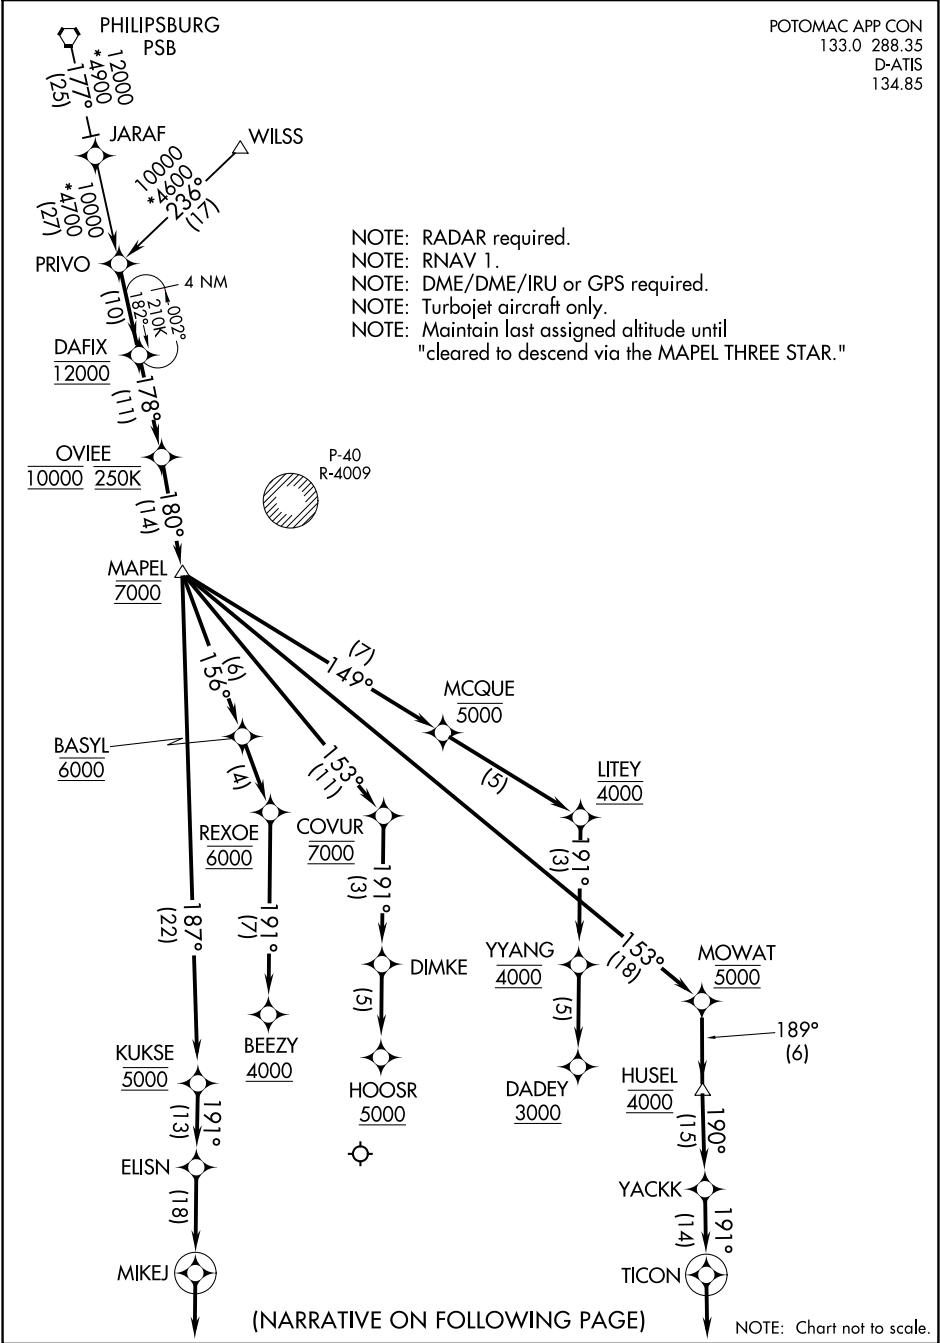 PHILIPSBURG
PSB
POTOMAC APP CON
133.0 288.35
D-ATIS
134.85
12000
*4900
177°
(25)
JARAF
WILSS
10000
*4600
236°
(17)
10000
*4700
(27)
PRIVO
NOTE: RADAR required.
NOTE: RNAV 1.
NOTE: DME/DME/IRU or GPS required.
NOTE: Turbojet aircraft only.
NOTE: Maintain last assigned altitude until
"cleared to descend via the MAPEL THREE STAR."
4 NM
(10)
002°
210K
182°
DAFIX
12000
178°
(11)
OVIEE
10000 250K
P-40
R-4009
180°
(14)
MAPEL
7000
(7)
149°
(6)
156°
MCQUE
5000
BASYL
6000
153°
(11)
(5)
LITEY
4000
(4)
REXOE
6000
COVUR
7000
191°
(3)
191°
(3)
187°
(22)
191°
(7)
153°
(18)
DIMKE
YYANG
4000
MOWAT
5000
(5)
(5)
189°
(6)
BEEZY
4000
KUKSE
5000
HOOSR
5000
DADEY
3000
HUSEL
4000
191°
(13)
190°
(15)
ELISN
YACKK
(18)
191°
(14)
MIKEJ
TICON
(NARRATIVE ON FOLLOWING PAGE)
NOTE: Chart not to scale.